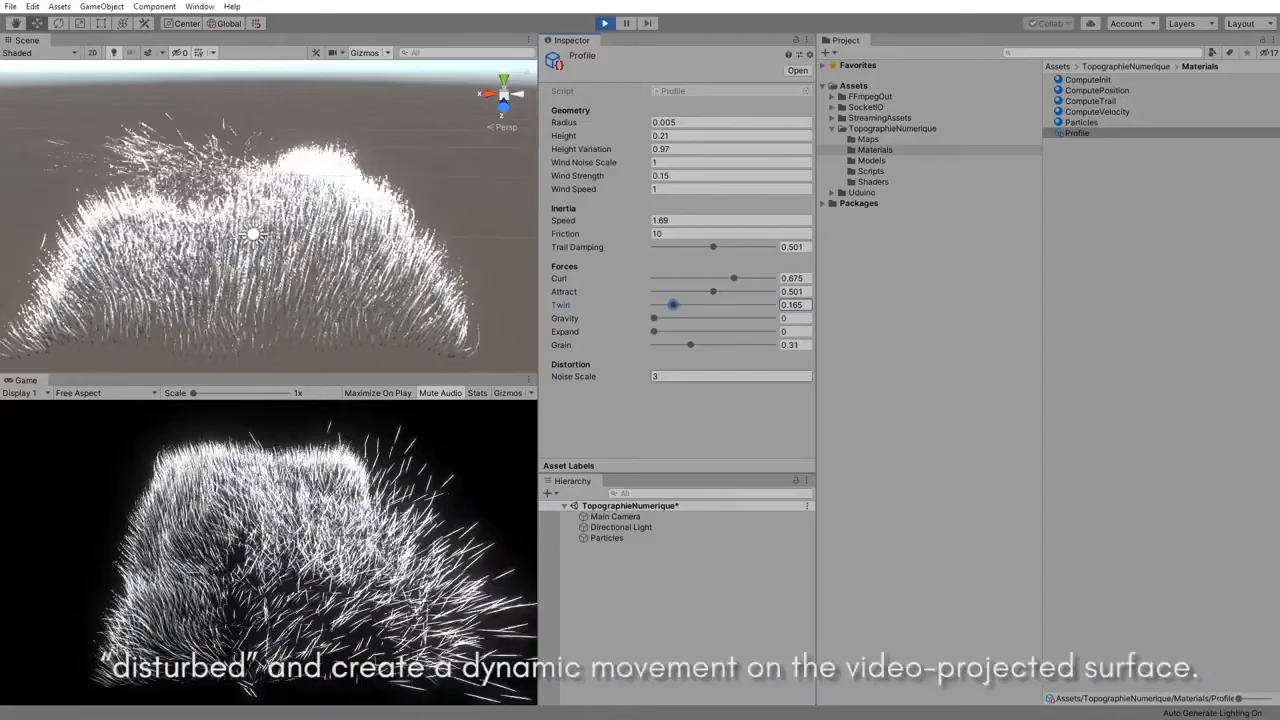 File Edit Assets GameObject Component Window Help
Center Global Collab Account Layers Layout
Scene
Shaded 2D 0 Gizmos All
x
z
Persp
Game
Display 1 Free Aspect Scale 1x Maximize On Play Mute Audio Stats Gizmos
Inspector
Profile
Open
Script Profile
Geometry
Radius 0.005
Height 0.21
Height Variation 0.97
Wind Noise Scale 1
Wind Strength 0.15
Wind Speed 1
Inertia
Speed 1.69
Friction 10
Trail Damping 0.501
Forces
Curl 0.675
Attract 0.501
Twirl 0.165
Gravity 0
Expand 0
Grain 0.31
Distortion
Noise Scale 3
Asset Labels
Hierarchy
All
TopographieNumerique*
Main Camera
Directional Light
Particles
Project
17
Favorites
Assets
FFmpegOut
SocketIO
StreamingAssets
TopographieNumerique
Maps
Materials
Models
Scripts
Shaders
Uduino
Packages
Assets TopographieNumerique Materials
ComputeInit
ComputePosition
ComputeTrail
ComputeVelocity
Particles
Profile
Assets/TopographieNumerique/Materials/Profile
Auto Generate Lighting On
“disturbed” and create a dynamic movement on the video-projected surface.